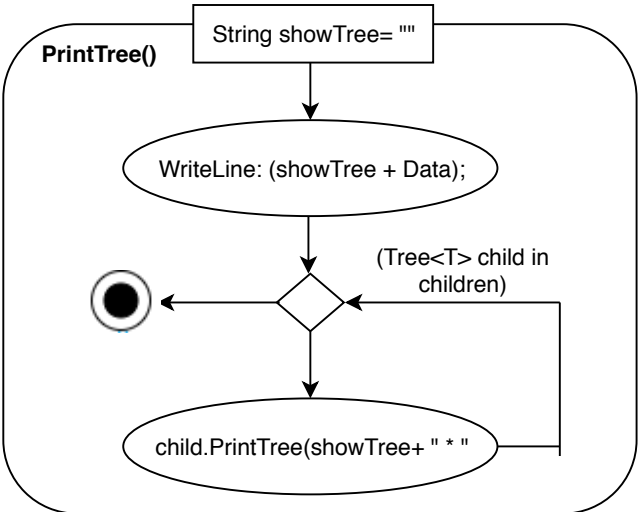 String showTree= ""
PrintTree()
WriteLine: (showTree + Data);
(Tree<T> child in
children)
child.PrintTree(showTree+ " * "